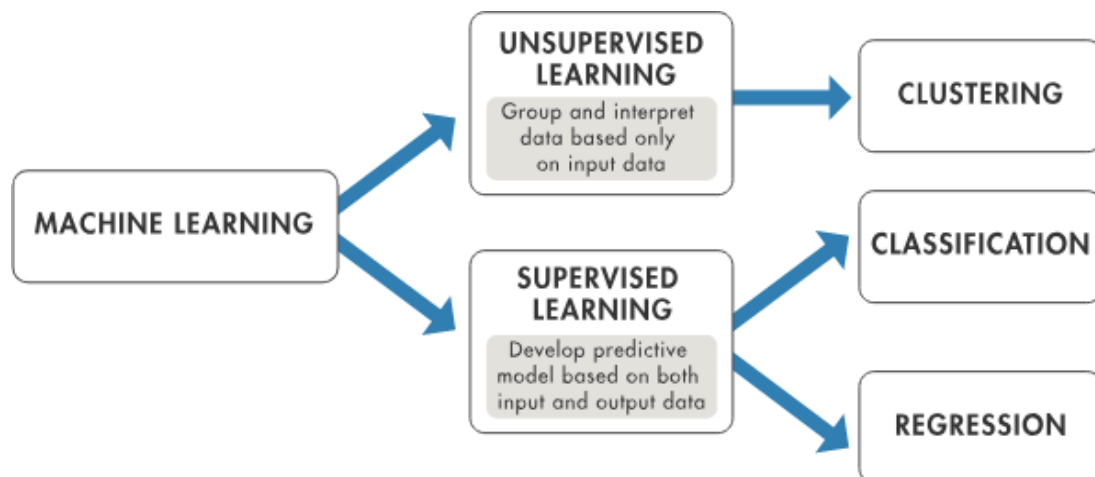 MACHINE LEARNING
UNSUPERVISED
LEARNING
Group and interpret
data based only
on input data
SUPERVISED
LEARNING
Develop predictive
model based on both
input and output data
CLUSTERING
CLASSIFICATION
REGRESSION